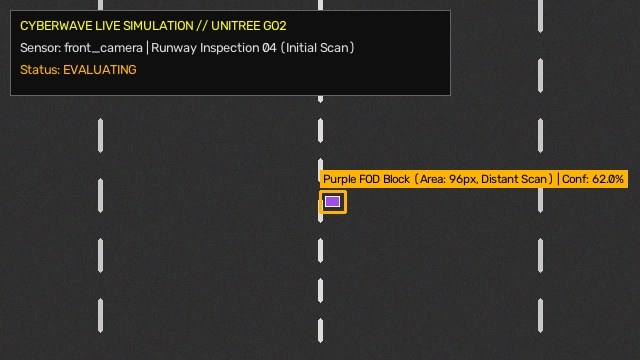 CYBERWAVE LIVE SIMULATION // UNITREE GO2
Sensor: front_camera | Runway Inspection 04 (Initial Scan)
Status: EVALUATING
Purple FOD Block (Area: 96px, Distant Scan) | Conf: 62.0%